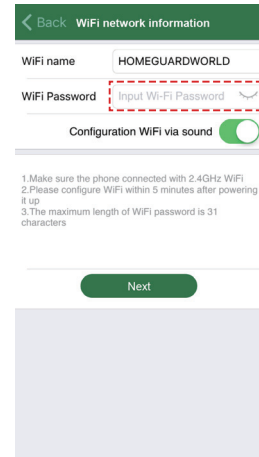 Back WiFi network information
WiFi name HOMEGUARDWORLD
WiFi Password Input Wi-Fi Password
Configuration WiFi via sound
1.Make sure the phone connected with 2.4GHz WiFi
2.Please configure WiFi within 5 minutes after powering
it up
3.The maximum length of WiFi password is 31
characters
Next